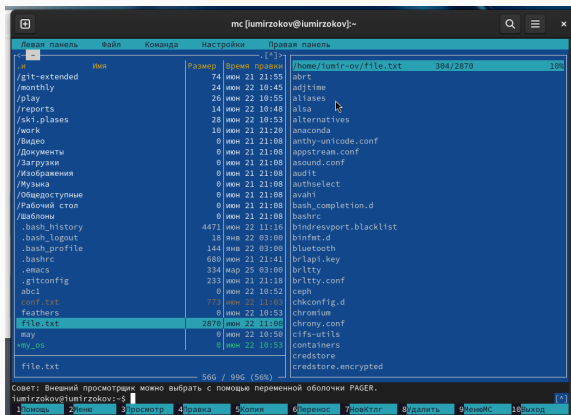 mc [iumirzokov@iumirzokov]:~
Левая панель Файл Команда Настройки Правая панель
<- ~ .[^]>
.и Имя Размер Время правки
/git-extended 74 июн 21 21:55
/monthly 24 июн 22 10:45
/play 26 июн 22 10:55
/reports 14 июн 22 10:48
/ski.plases 28 июн 22 10:53
/work 10 июн 21 21:20
/Видео 0 июн 21 21:08
/Документы 0 июн 21 21:08
/Загрузки 0 июн 21 21:08
/Изображения 0 июн 21 21:08
/Музыка 0 июн 21 21:08
/Общедоступные 0 июн 21 21:08
/Рабочий стол 0 июн 21 21:08
/Шаблоны 0 июн 21 21:08
.bash_history 4471 июн 22 11:16
.bash_logout 18 янв 22 03:00
.bash_profile 144 янв 22 03:00
.bashrc 680 июн 21 21:41
.emacs 334 мар 25 03:00
.gitconfig 233 июн 21 21:18
abc1 0 июн 22 10:52
conf.txt 773 июн 22 11:03
feathers 0 июн 22 10:53
file.txt 2870 июн 22 11:00
may 0 июн 22 10:50
*my_os 0 июн 22 10:53
file.txt
56G / 99G (56%)
/home/iumir~ov/file.txt 304/2870 10%
abrt
adjtime
aliases
alsa
alternatives
anaconda
anthy-unicode.conf
appstream.conf
asound.conf
audit
authselect
avahi
bash_completion.d
bashrc
bindresvport.blacklist
binfmt.d
bluetooth
brlapi.key
brltty
brltty.conf
ceph
chkconfig.d
chromium
chrony.conf
cifs-utils
containers
credstore
credstore.encrypted
Совет: Внешний просмотрщик можно выбрать с помощью переменной оболочки PAGER.
iumirzokov@iumirzokov:~$ [^]
1Помощь 2Меню 3Просмотр 4Правка 5Копия 6Перенос 7НовКтлг 8Удалить 9МенюМС 10Выход